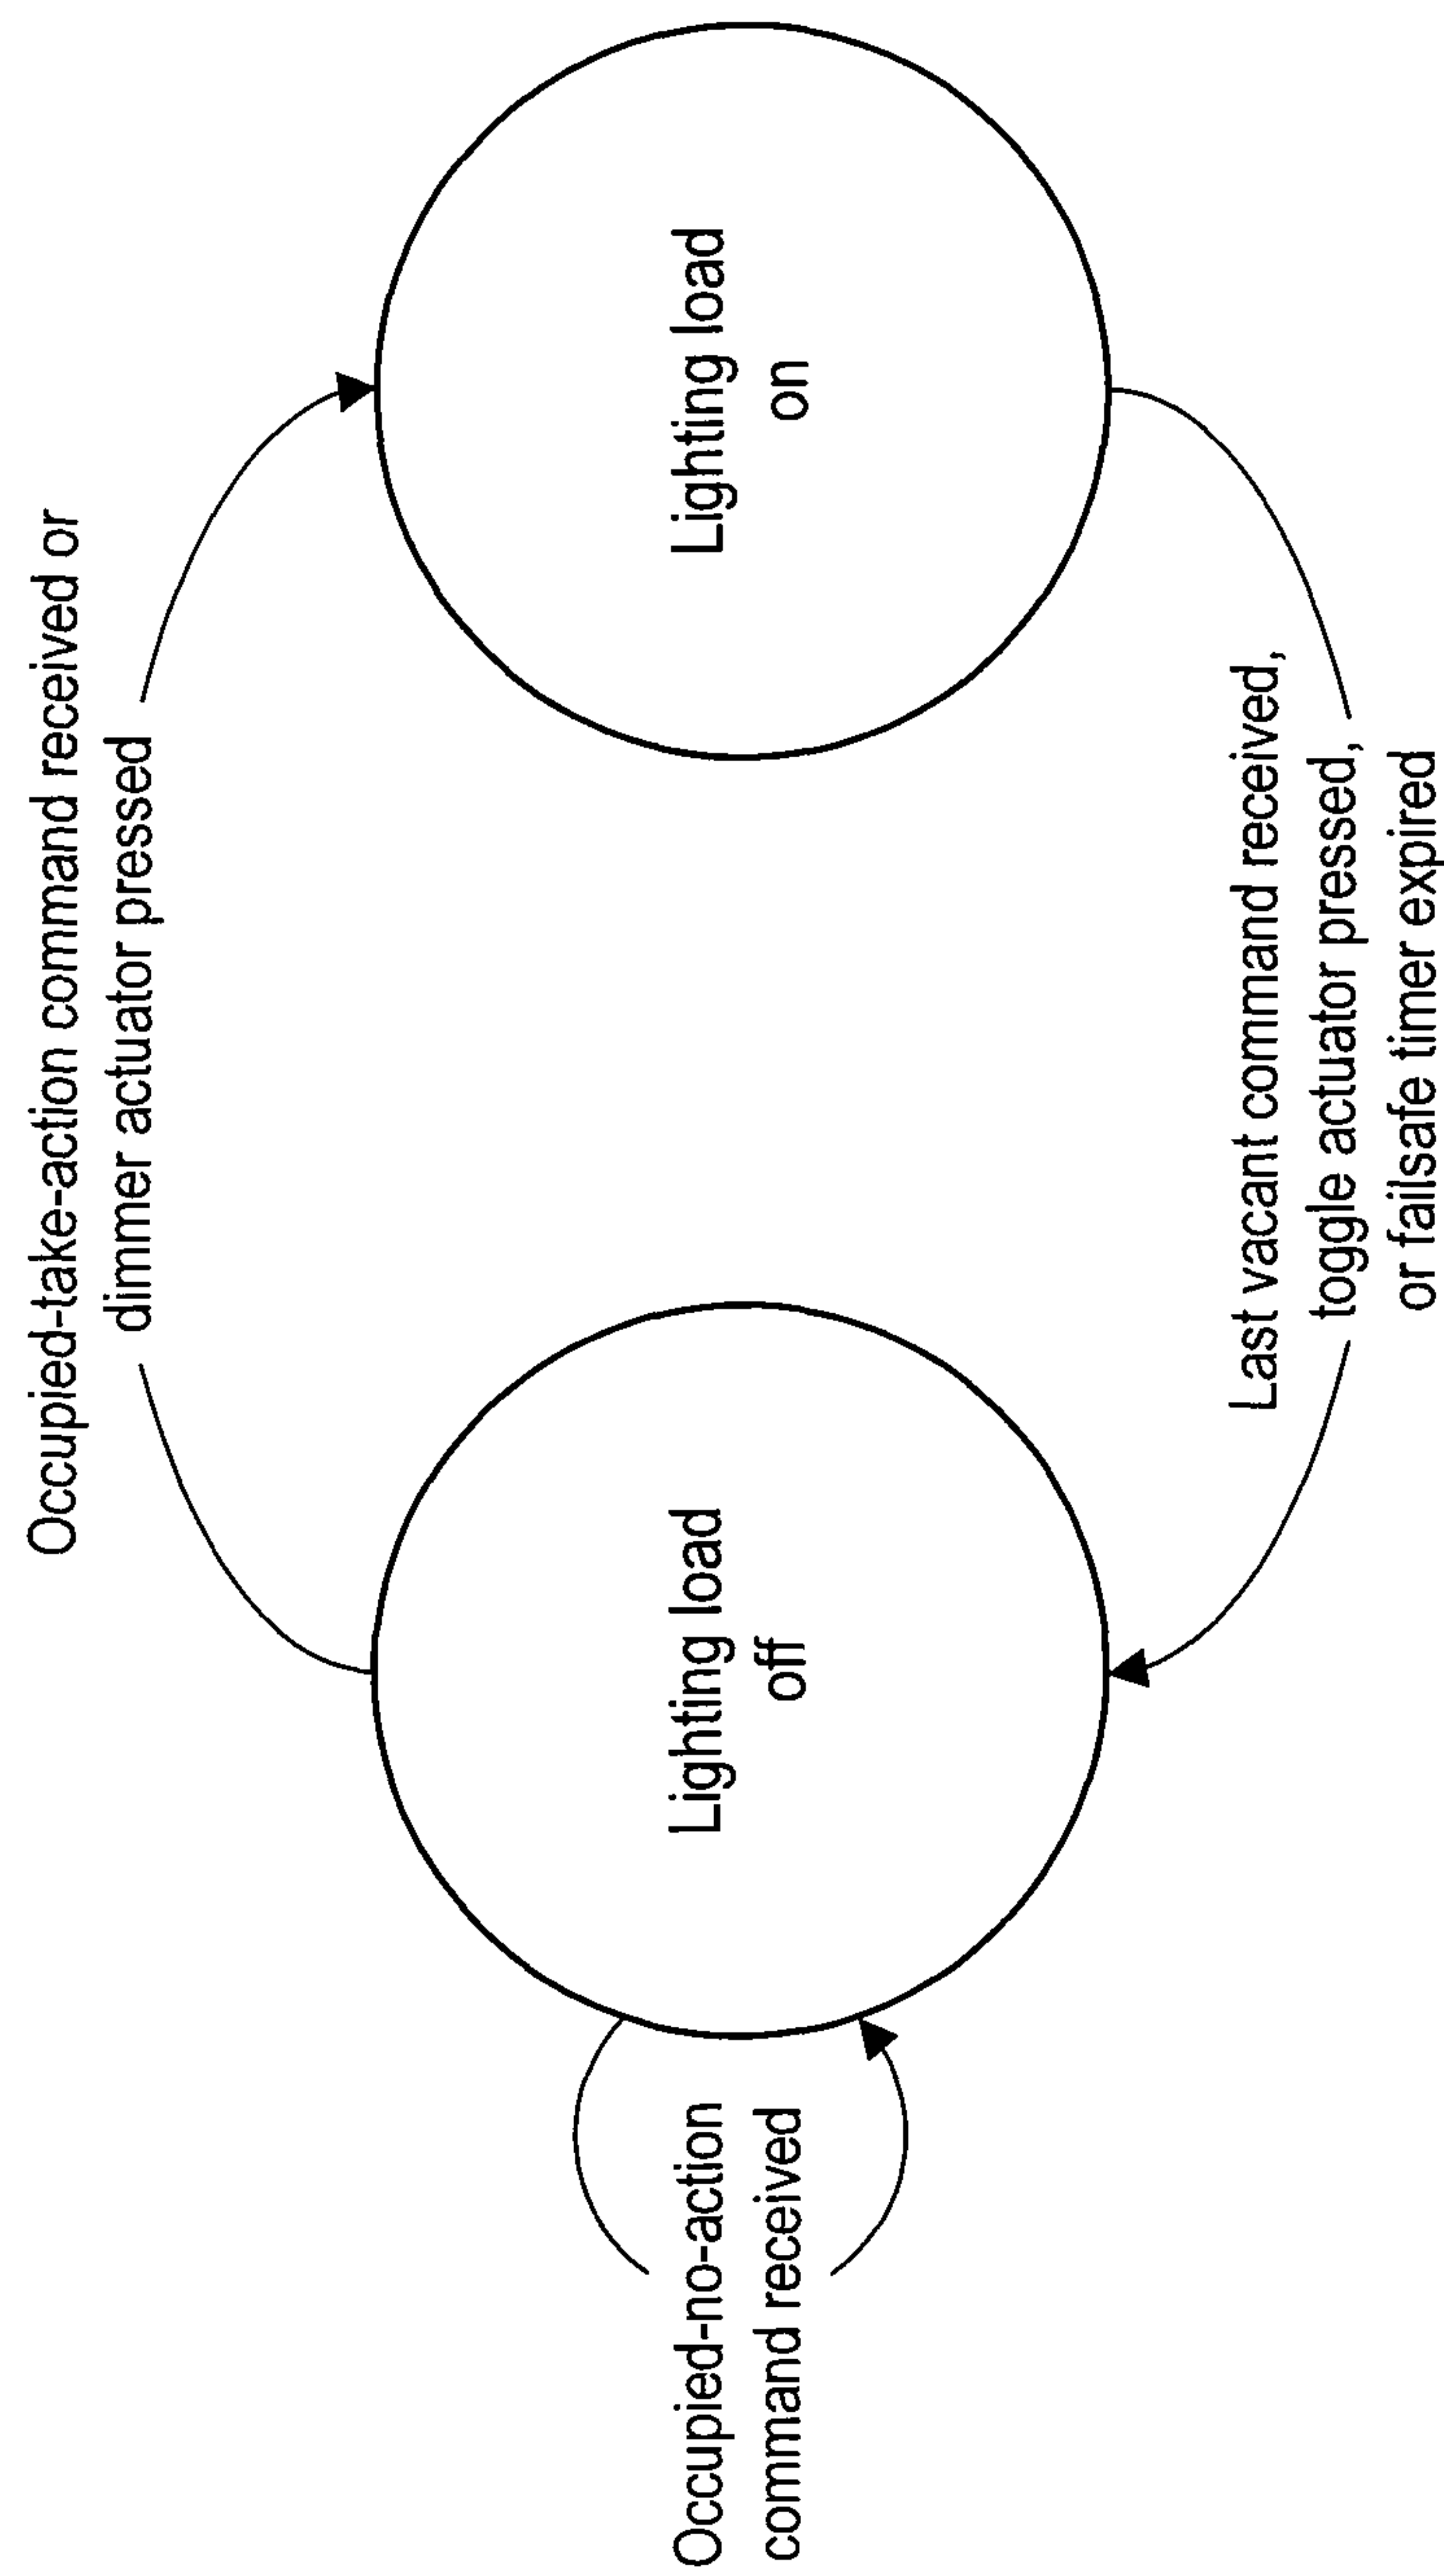 Occupied-take-action command received or
dimmer actuator pressed
Occupied-no-action
command received
Lighting load
off
Lighting load
on
Last vacant command received,
toggle actuator pressed,
or failsafe timer expired